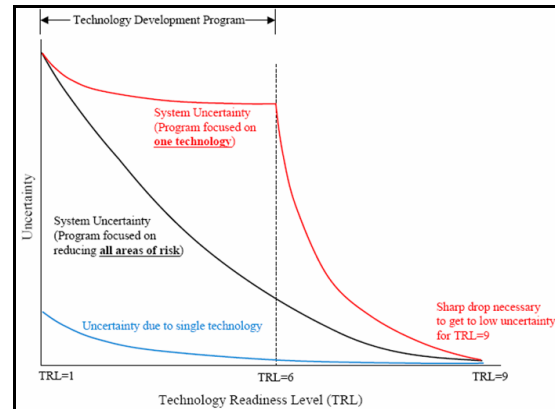 Technology Development Program
System Uncertainty
(Program focused on
one technology)
System Uncertainty
(Program focused on
reducing all areas of risk)
Uncertainty due to single technology
Sharp drop necessary
to get to low uncertainty
for TRL=9
Uncertainty
TRL=1
TRL=6
TRL=9
Technology Readiness Level (TRL)